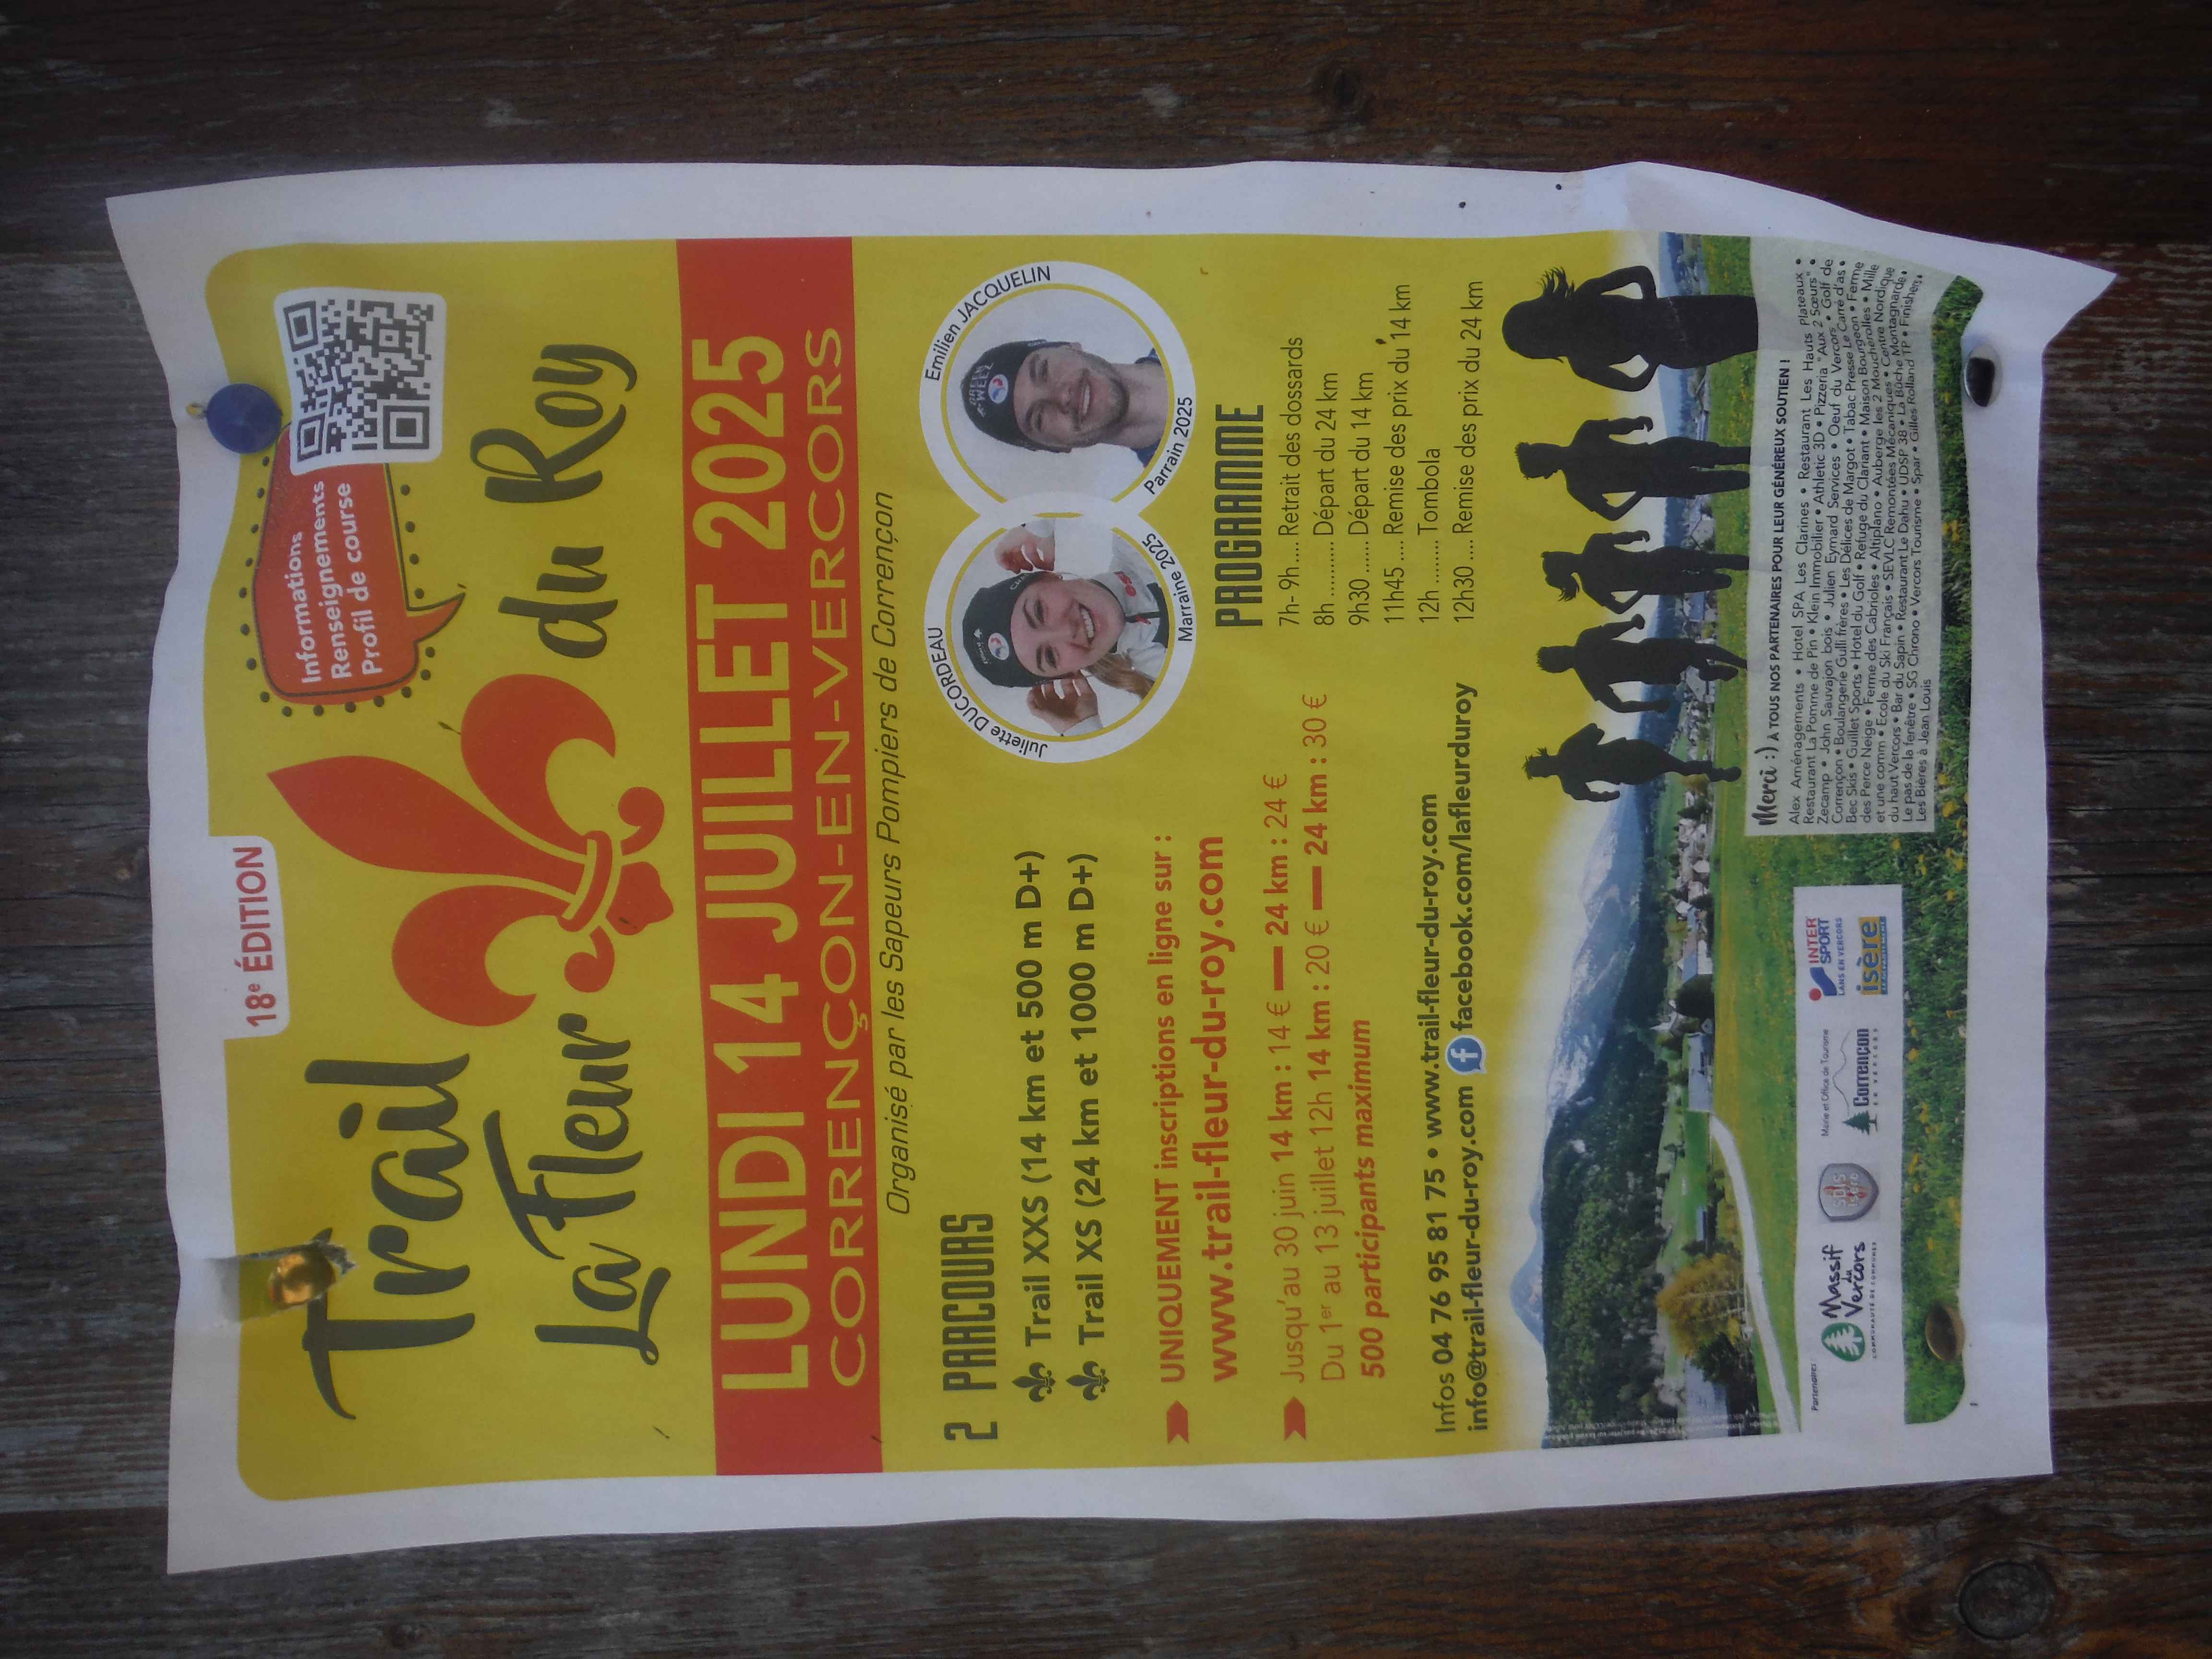 18e ÉDITION
Informations
Renseignements
Profil de course
Trail
La Fleur du Roy
LUNDI 14 JUILLET 2025
CORRENÇON-EN-VERCORS
Organisé par les Sapeurs Pompiers de Corrençon
2 PARCOURS
Trail XXS (14 km et 500 m D+)
Trail XS (24 km et 1000 m D+)
Juliette DUCORDEAU
Marraine 2025
Emilien JACQUELIN
Parrain 2025
UNIQUEMENT inscriptions en ligne sur :
www.trail-fleur-du-roy.com
Jusqu'au 30 juin 14 km : 14 € — 24 km : 24 €
Du 1er au 13 juillet 12h 14 km : 20 € — 24 km : 30 €
500 participants maximum
PROGRAMME
7h- 9h.... Retrait des dossards
8h .......... Départ du 24 km
9h30 ...... Départ du 14 km
11h45 .... Remise des prix du 14 km
12h ........ Tombola
12h30 .... Remise des prix du 24 km
Infos 04 76 95 81 75 • www.trail-fleur-du-roy.com
info@trail-fleur-du-roy.com facebook.com/lafleurduroy
Merci :) À TOUS NOS PARTENAIRES POUR LEUR GÉNÉREUX SOUTIEN !
Alex Aménagements • Hotel SPA Les Clarines • Restaurant Les Hauts Plateaux •
Restaurant La Pomme de Pin • Klein Immobilier • Athletic 3D • Pizzeria "Aux 2 Sœurs" •
Zecamp • John Sauvajon bois • Julien Eymard Services • Oeuf du Vercors • Golf de
Corrençon • Boulangerie Gulli frères • Les Délices de Margot • Tabac Presse Le Carré d'as •
Bec Skis • Guillet Sports • Hotel du Golf • Refuge du Clariant • Maison Bourgeon • Ferme
des Perce Neige • Ferme des Cabrioles • Altiplano • Auberge les 2 Moucherolles • Mille
et une comm • Ecole du Ski Français • SEVLC Remontées Mécaniques • Centre Nordique
du haut Vercors • Bar du Sapin • Restaurant Le Dahu • UDSP 38 • La Bûche Montagnarde •
Le pas de la fenêtre • SG Chrono • Vercors Tourisme • Spar • Gilles Rolland TP • Finishers
Les Bières à Jean Louis
Partenaires :
Massif
du
Vercors
COMMUNAUTÉ DE COMMUNES
sdis
isère
Mairie et Office de Tourisme
Corrençon
EN VERCORS
INTER
SPORT
LANS EN VERCORS
isère
LE DÉPARTEMENT